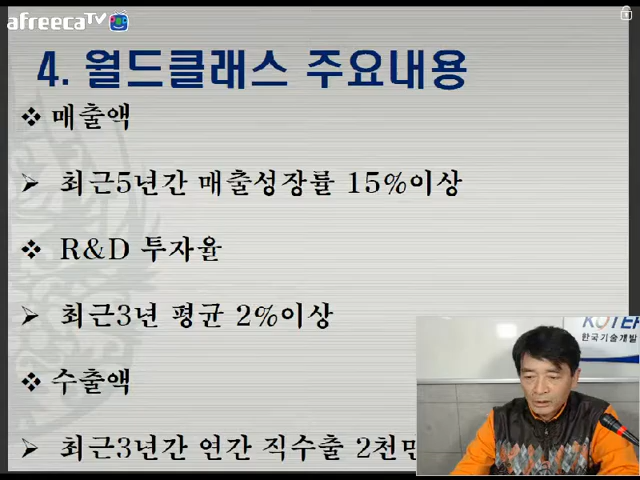 afreecaTV
4. 월드클래스 주요내용
❖ 매출액
➢ 최근5년간 매출성장률 15%이상
❖ R&D 투자율
➢ 최근3년 평균 2%이상
❖ 수출액
➢ 최근3년간 연간 직수출 2천만
한국기술개발